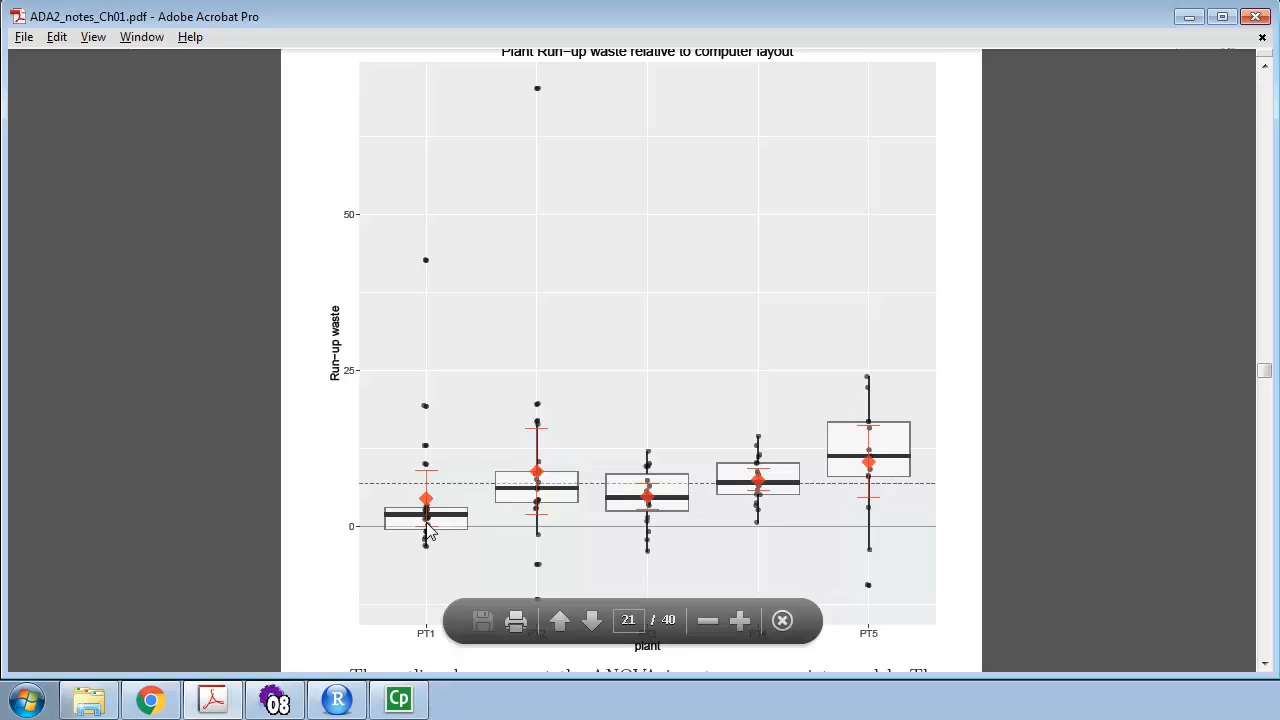 ADA2_notes_Ch01.pdf - Adobe Acrobat Pro
File Edit View Window Help
Plant Run-up waste relative to computer layout
50
25
0
Run-up waste
PT1
PT5
plant
21 / 40
08
R
Cp